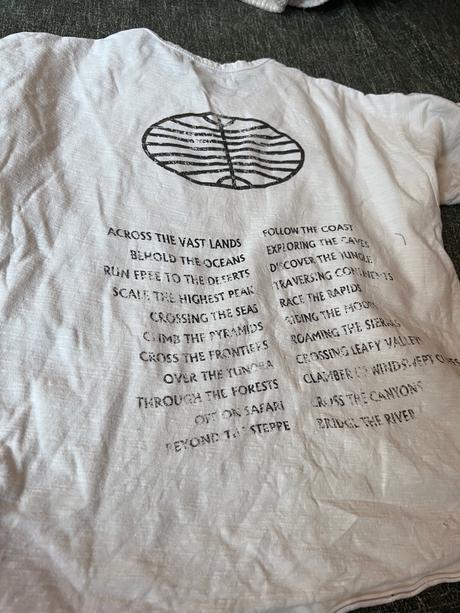 ACROSS THE VAST LANDS
BEHOLD THE OCEANS
RUN FREE TO THE DESERTS
SCALE THE HIGHEST PEAK
CROSSING THE SEAS
CLIMB THE PYRAMIDS
CROSS THE FRONTIERS
OVER THE TUNDRA
THROUGH THE FORESTS
OFF ON SAFARI
BEYOND THE STEPPE
FOLLOW THE COAST
EXPLORING THE CAVES
DISCOVER THE JUNGLE
TRAVERSING CONTINENTS
RACE THE RAPIDS
RIDING THE MOON
ROAMING THE SIERRAS
CROSSING LEAFY VALLEY
CLAMBER UP WINDSWEPT CLIFFS
CROSS THE CANYONS
BRIDGE THE RIVER